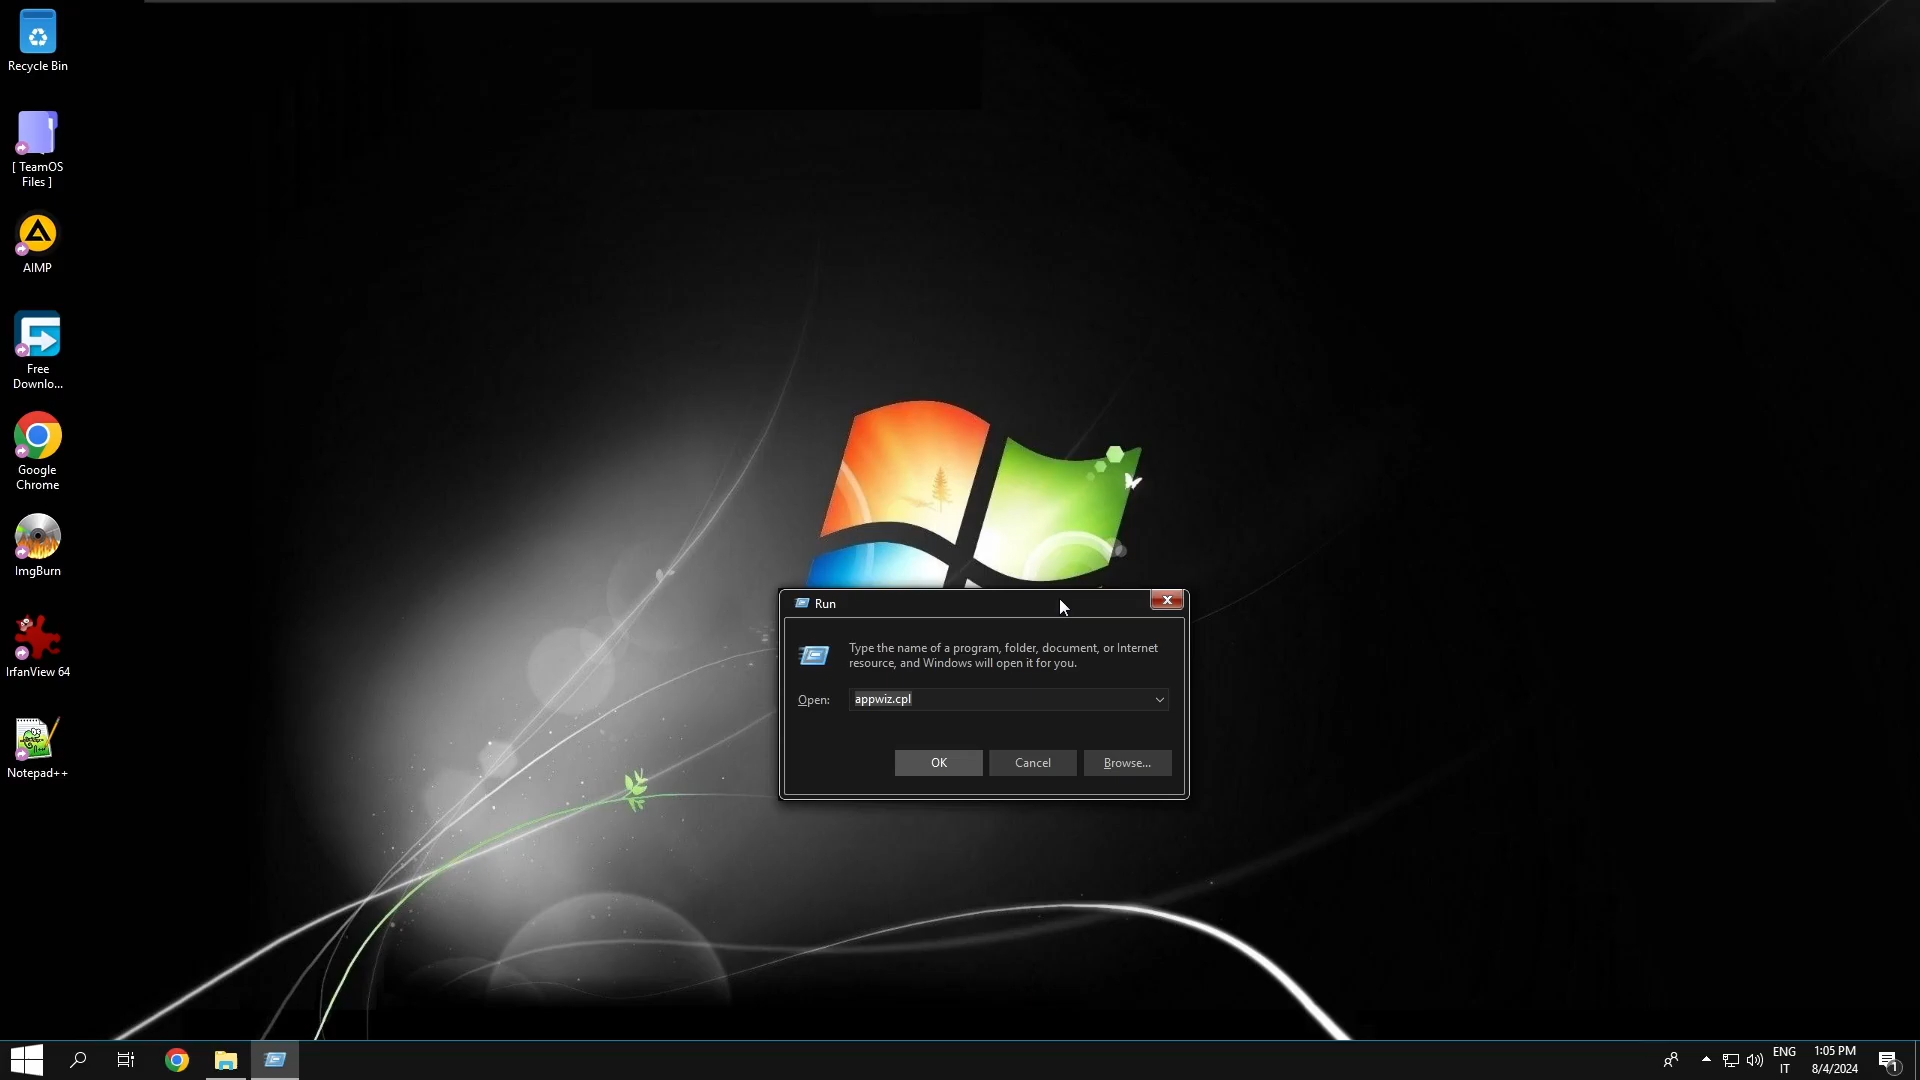 Recycle Bin
[ TeamOS
Files ]
AIMP
Free
Downlo...
Google
Chrome
ImgBurn
IrfanView 64
Notepad++
Run
Type the name of a program, folder, document, or Internet
resource, and Windows will open it for you.
Open:
appwiz.cpl
OK
Cancel
Browse...
ENG
IT
1:05 PM
8/4/2024
1